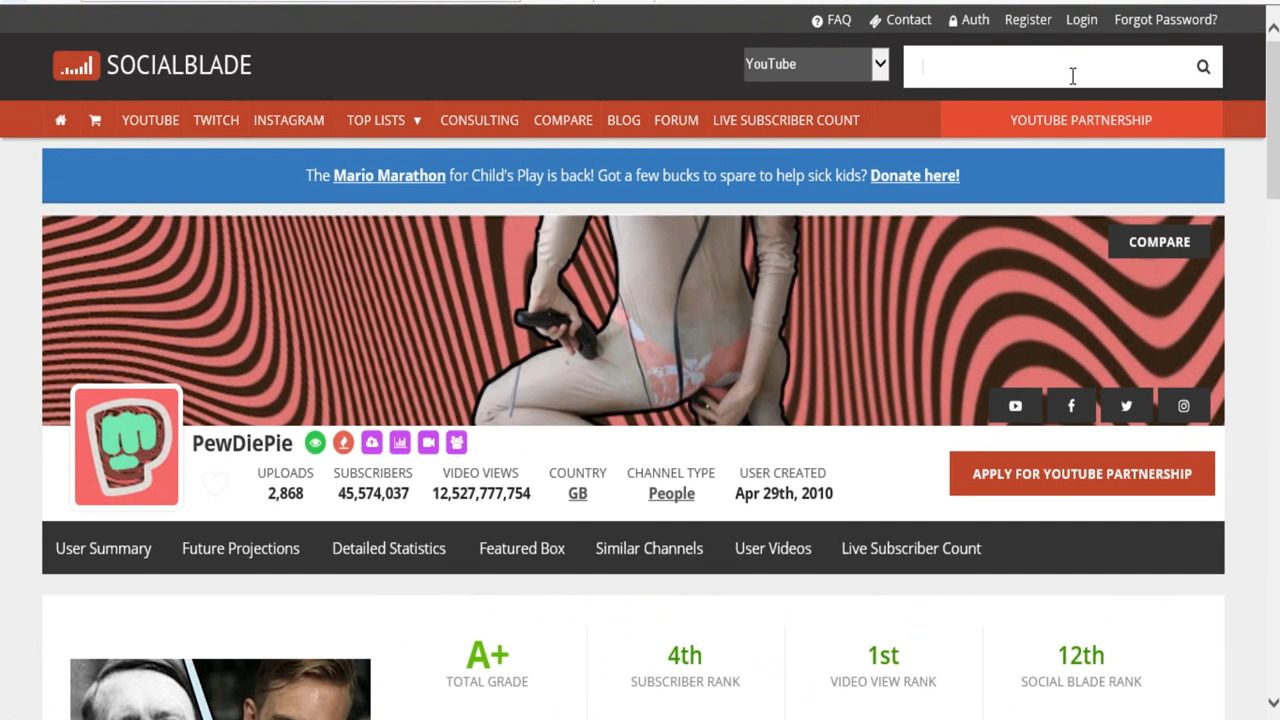 FAQ Contact Auth Register Login Forgot Password?
SOCIALBLADE YouTube
YOUTUBE TWITCH INSTAGRAM TOP LISTS ▼ CONSULTING COMPARE BLOG FORUM LIVE SUBSCRIBER COUNT YOUTUBE PARTNERSHIP
The Mario Marathon for Child's Play is back! Got a few bucks to spare to help sick kids? Donate here!
COMPARE
PewDiePie
UPLOADS SUBSCRIBERS VIDEO VIEWS COUNTRY CHANNEL TYPE USER CREATED
2,868 45,574,037 12,527,777,754 GB People Apr 29th, 2010
APPLY FOR YOUTUBE PARTNERSHIP
User Summary Future Projections Detailed Statistics Featured Box Similar Channels User Videos Live Subscriber Count
A+ 4th 1st 12th
TOTAL GRADE SUBSCRIBER RANK VIDEO VIEW RANK SOCIAL BLADE RANK